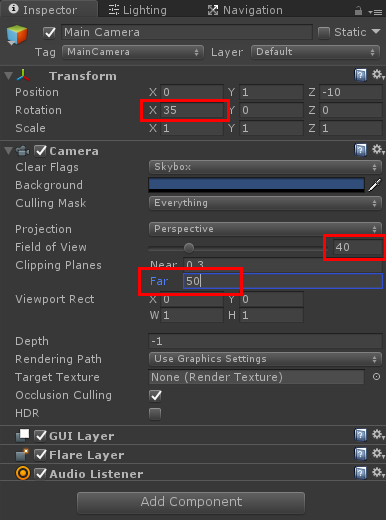 Inspector Lighting Navigation
Main Camera Static
Tag MainCamera Layer Default
Transform
Position X 0 Y 1 Z -10
Rotation X 35 Y 0 Z 0
Scale X 1 Y 1 Z 1
Camera
Clear Flags Skybox
Background
Culling Mask Everything
Projection Perspective
Field of View 40
Clipping Planes Near 0.3
Far 50
Viewport Rect X 0 Y 0
W 1 H 1
Depth -1
Rendering Path Use Graphics Settings
Target Texture None (Render Texture)
Occlusion Culling
HDR
GUI Layer
Flare Layer
Audio Listener
Add Component